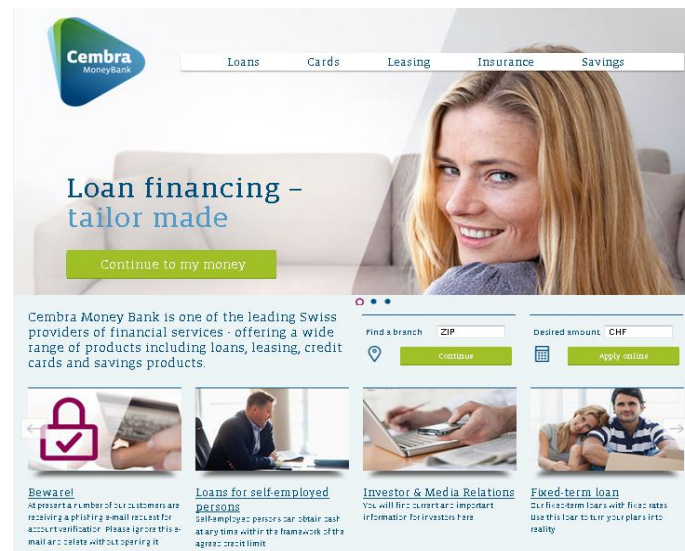 Cembra
MoneyBank
Loans Cards Leasing Insurance Savings
Loan financing –
tailor made
Continue to my money
Cembra Money Bank is one of the leading Swiss
providers of financial services - offering a wide
range of products including loans, leasing, credit
cards and savings products.
Find a branch ZIP
Continue
Desired amount CHF
Apply online
Beware!
At present a number of our customers are
receiving a phishing e-mail request for
account verification. Please ignore this e-
mail and delete without opening it
Loans for self-employed
persons
Self-employed persons can obtain cash
at any time within the framework of the
agreed credit limit
Investor & Media Relations
You will find current and important
information for investors here
Fixed-term loan
Our fixed-term loans with fixed rates.
Use this loan to turn your plans into
reality